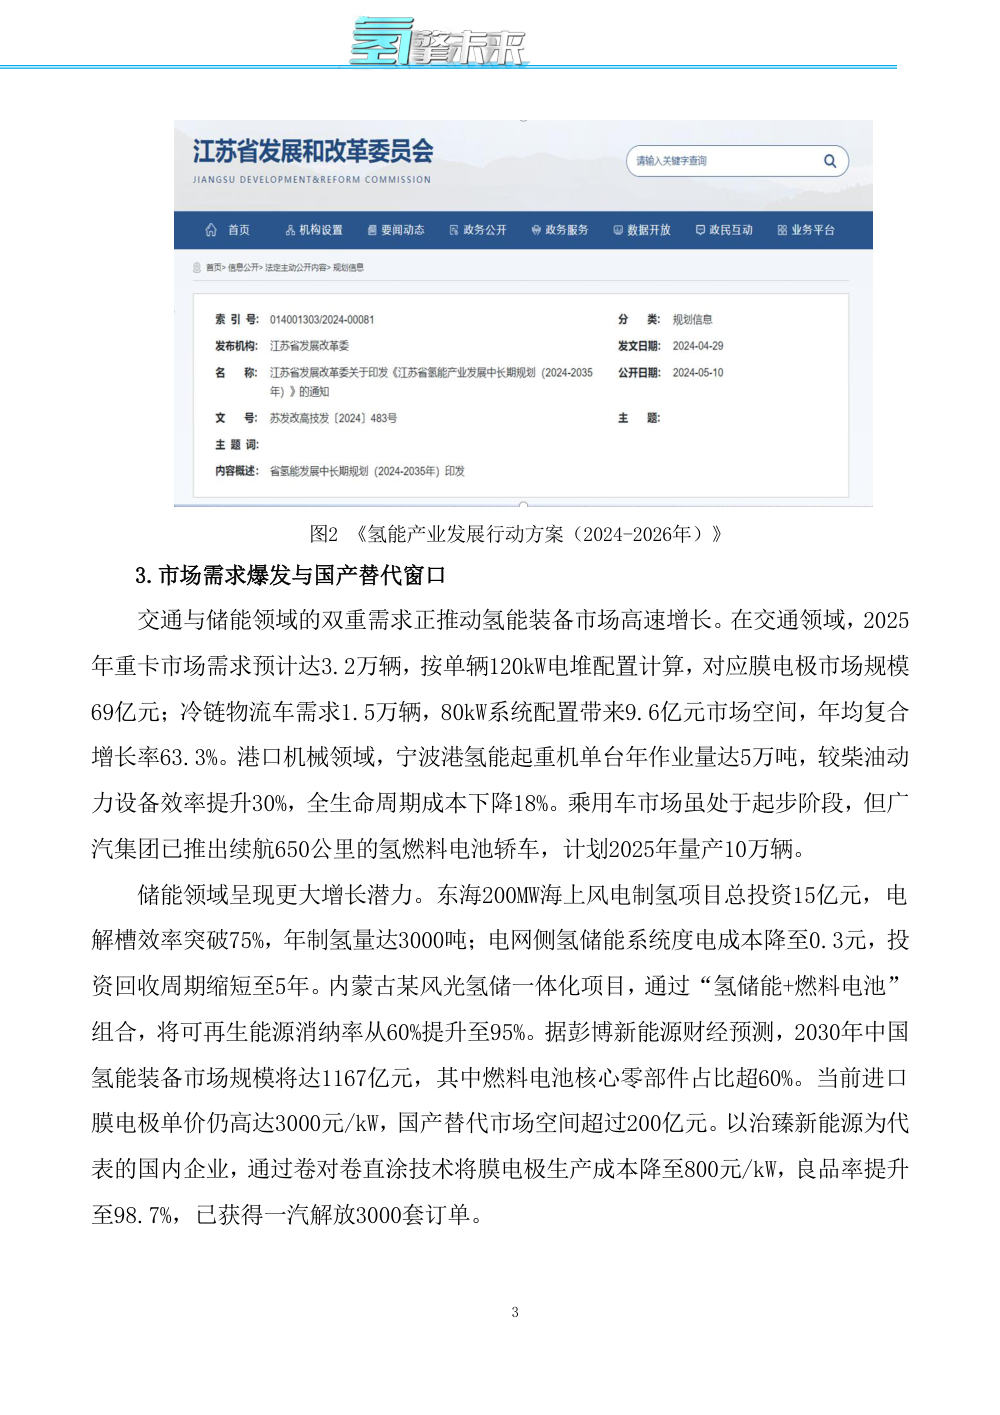 氢擎未来
江苏省发展和改革委员会
JIANGSU DEVELOPMENT&REFORM COMMISSION
请输入关键字查询
首页 机构设置 要闻动态 政务公开 政务服务 数据开放 政民互动 业务平台
首页> 信息公开> 法定主动公开内容> 规划信息
索 引 号: 014001303/2024-00081 分 类: 规划信息
发布机构: 江苏省发展改革委 发文日期: 2024-04-29
名 称: 江苏省发展改革委关于印发《江苏省氢能产业发展中长期规划（2024-2035 公开日期: 2024-05-10
年）》的通知
文 号: 苏发改高技发〔2024〕483号 主 题:
主 题 词:
内容概述: 省氢能发展中长期规划（2024-2035年）印发
图2 《氢能产业发展行动方案（2024-2026年）》
3.市场需求爆发与国产替代窗口
交通与储能领域的双重需求正推动氢能装备市场高速增长。在交通领域，2025
年重卡市场需求预计达3.2万辆，按单辆120kW电堆配置计算，对应膜电极市场规模
69亿元；冷链物流车需求1.5万辆，80kW系统配置带来9.6亿元市场空间，年均复合
增长率63.3%。港口机械领域，宁波港氢能起重机单台年作业量达5万吨，较柴油动
力设备效率提升30%，全生命周期成本下降18%。乘用车市场虽处于起步阶段，但广
汽集团已推出续航650公里的氢燃料电池轿车，计划2025年量产10万辆。
储能领域呈现更大增长潜力。东海200MW海上风电制氢项目总投资15亿元，电
解槽效率突破75%，年制氢量达3000吨；电网侧氢储能系统度电成本降至0.3元，投
资回收周期缩短至5年。内蒙古某风光氢储一体化项目，通过“氢储能+燃料电池”
组合，将可再生能源消纳率从60%提升至95%。据彭博新能源财经预测，2030年中国
氢能装备市场规模将达1167亿元，其中燃料电池核心零部件占比超60%。当前进口
膜电极单价仍高达3000元/kW，国产替代市场空间超过200亿元。以治臻新能源为代
表的国内企业，通过卷对卷直涂技术将膜电极生产成本降至800元/kW，良品率提升
至98.7%，已获得一汽解放3000套订单。
3